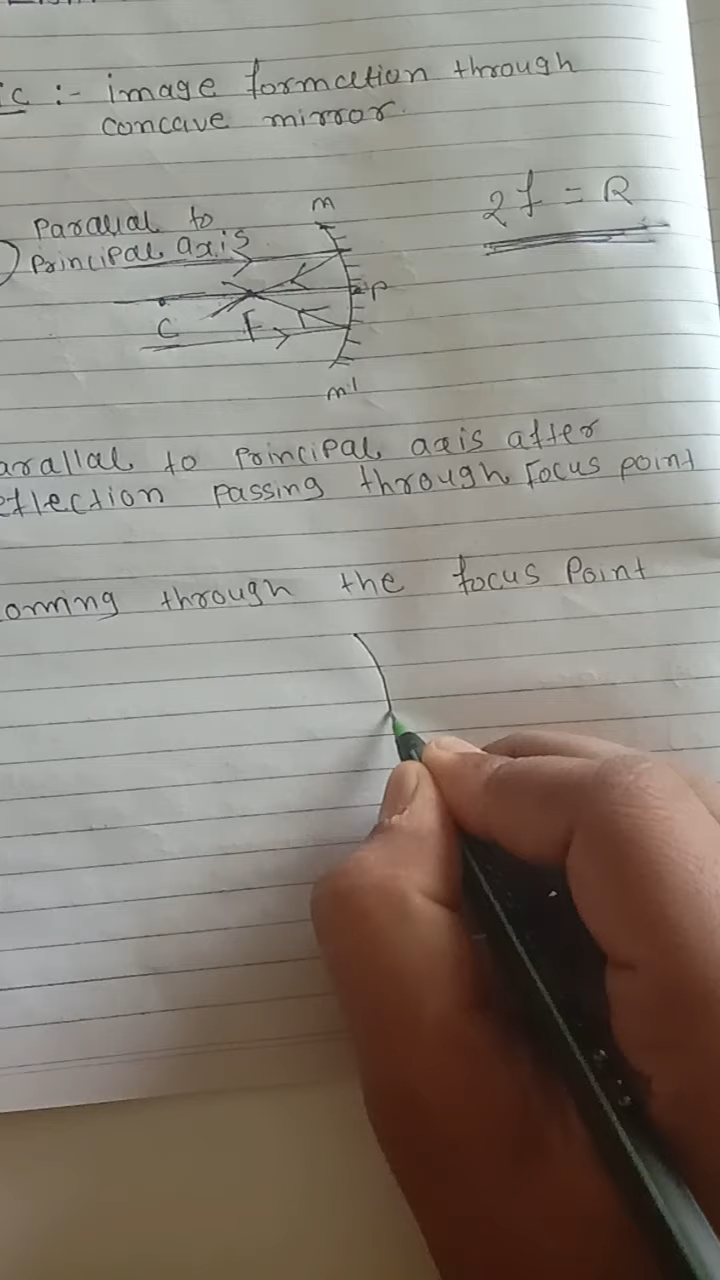 ic :- image formation through
concave mirror.
2f = R
Parallal to
Principal axis
m
P
C
F
m'
arallal to Principal axis after
eflection passing through Focus point
oming through the focus Point